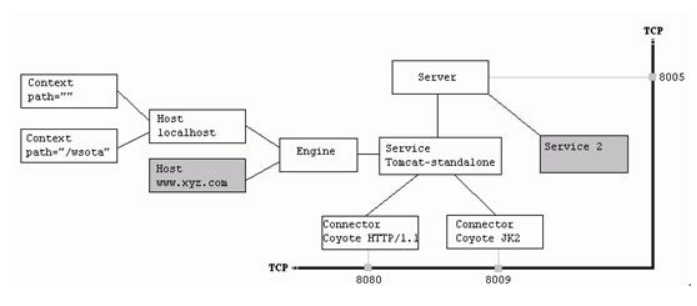 TCP
Server
8005
Context
path=""
Host
localhost
Context
path="/wsota"
Engine
Service
Tomcat-standalone
Service 2
Host
www.xyz.com
Connector
Coyote HTTP/1.1
Connector
Coyote JK2
TCP
8080
8009